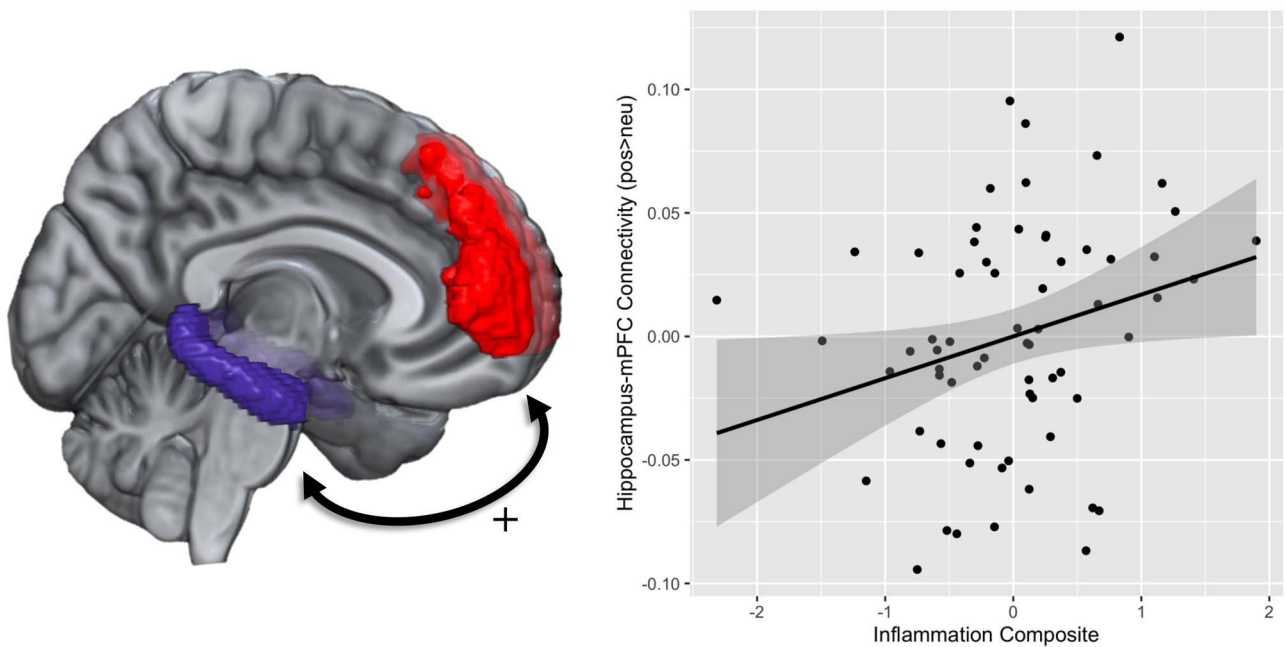 +
Hippocampus-mPFC Connectivity (pos>neu)
0.10
0.05
0.00
-0.05
-0.10
-2 -1 0 1 2
Inflammation Composite